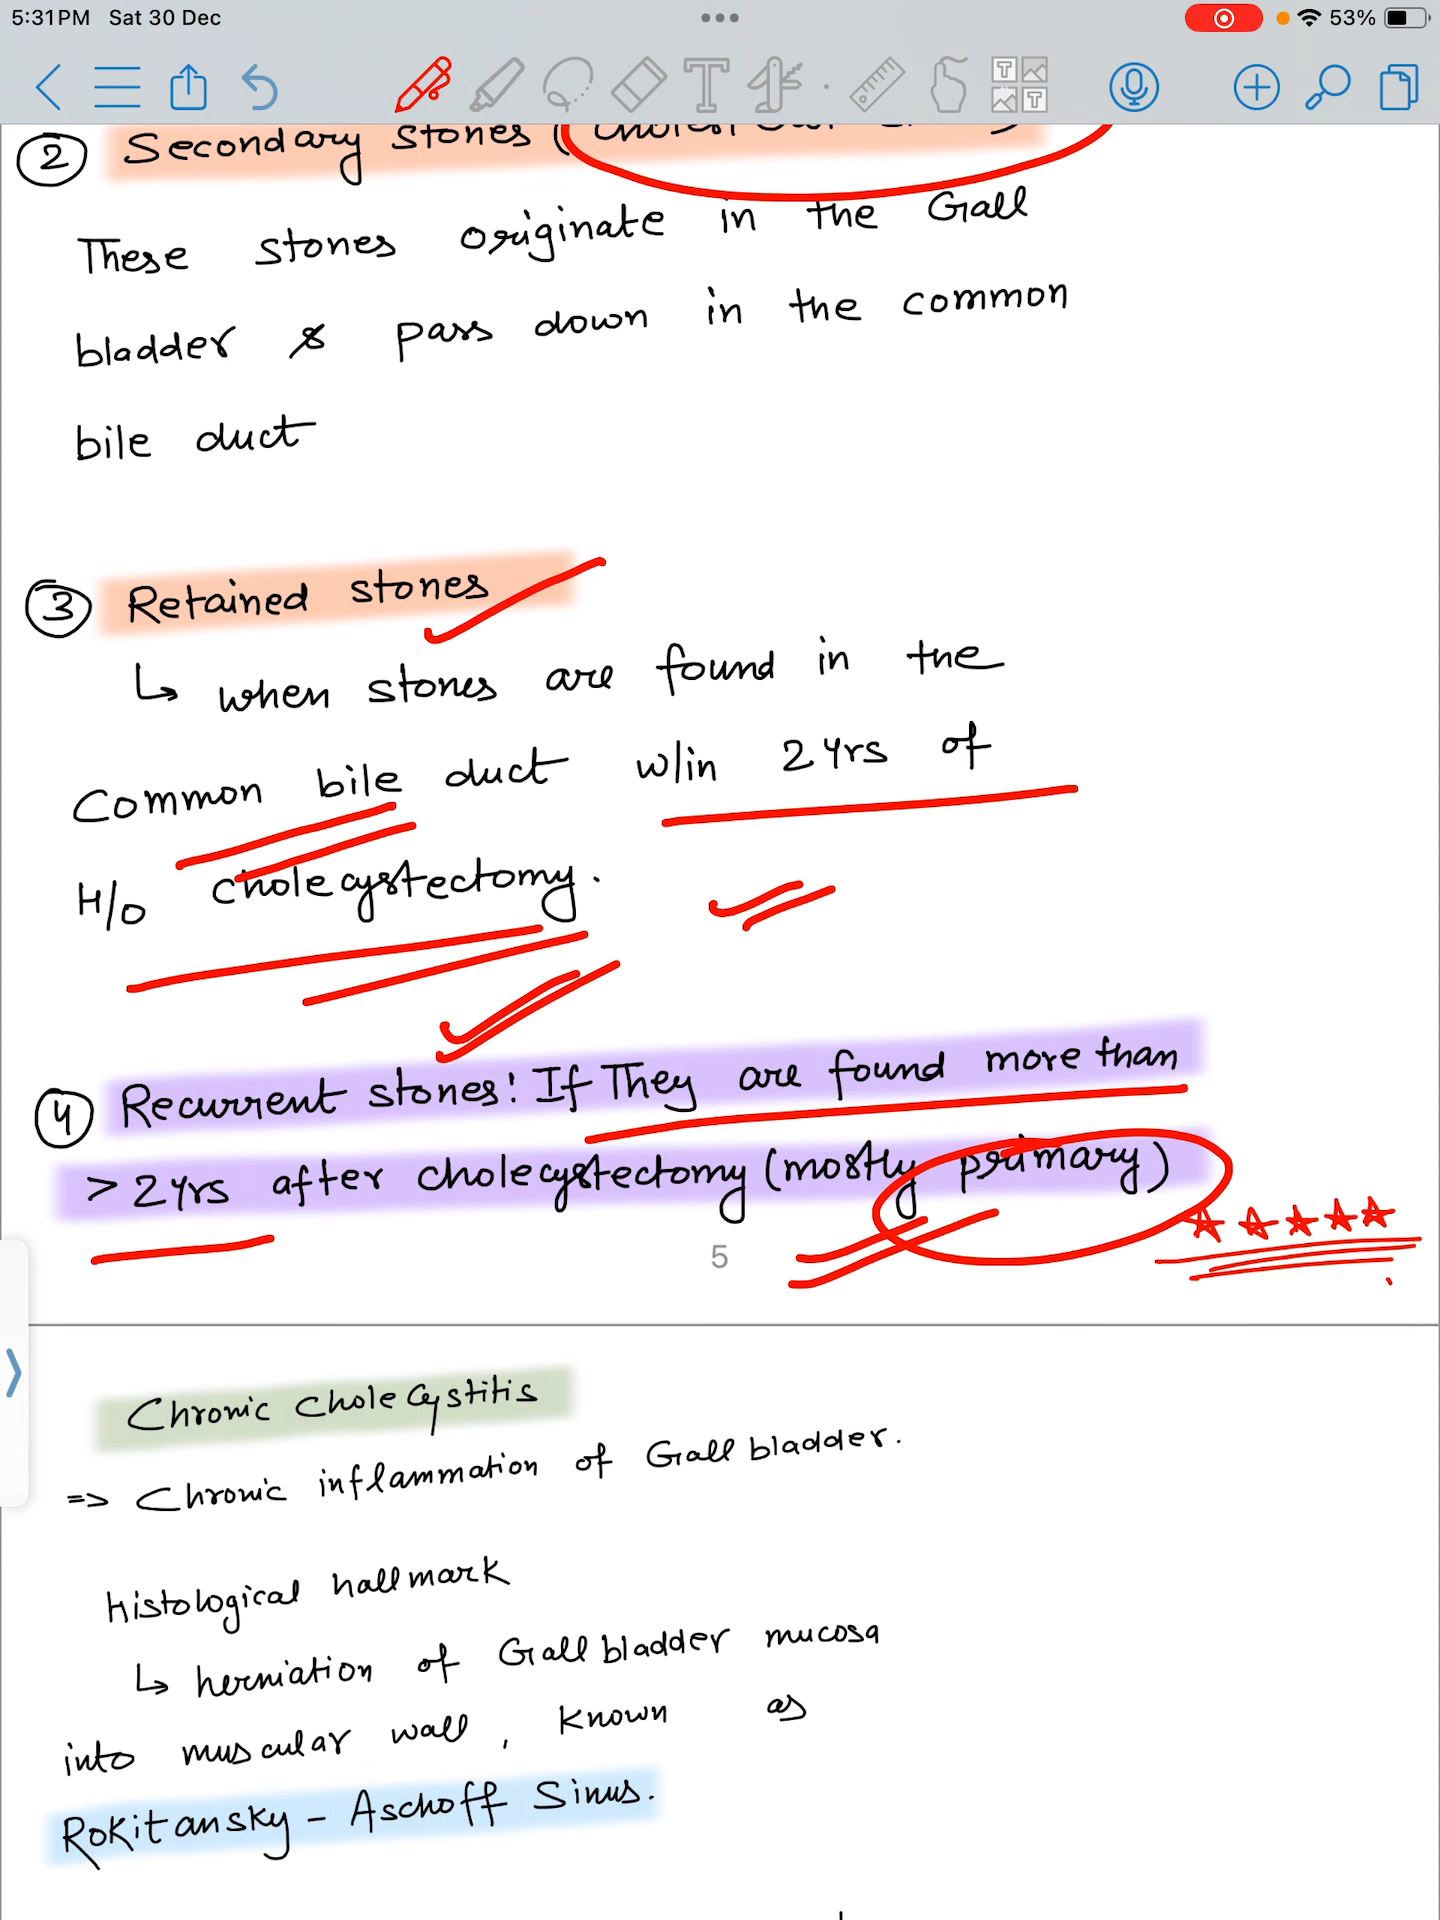 5:31 PM Sat 30 Dec
53%
2 Secondary stones (
These stones originate in the Gall
bladder & pass down in the common
bile duct
3 Retained stones
↳ when stones are found in the
Common bile duct w/in 2 yrs of
H/o cholecystectomy.
4 Recurrent stones! If They are found more than
> 2 yrs after cholecystectomy (mostly primary)
5
Chronic Cholecystitis
=> Chronic inflammation of Gall bladder.
histological hallmark
↳ herniation of Gall bladder mucosa
into muscular wall, known as
Rokitansky - Aschoff Sinus.